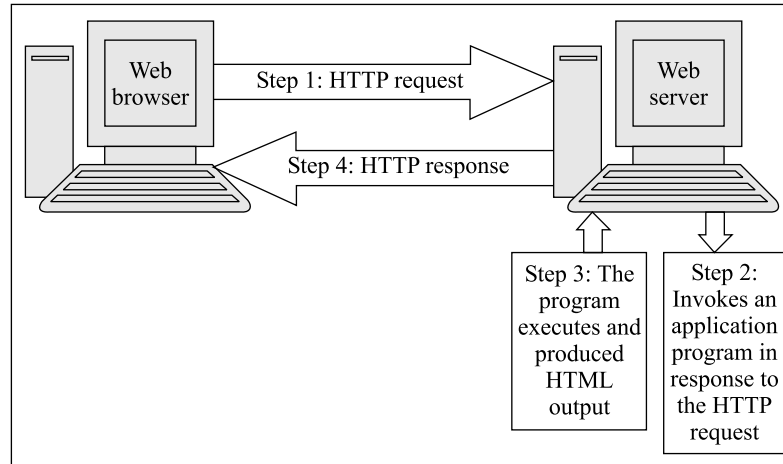 Web
browser
Step 1: HTTP request
Web
server
Step 4: HTTP response
Step 3: The
program
executes and
produced
HTML
output
Step 2:
Invokes an
application
program in
response to
the HTTP
request